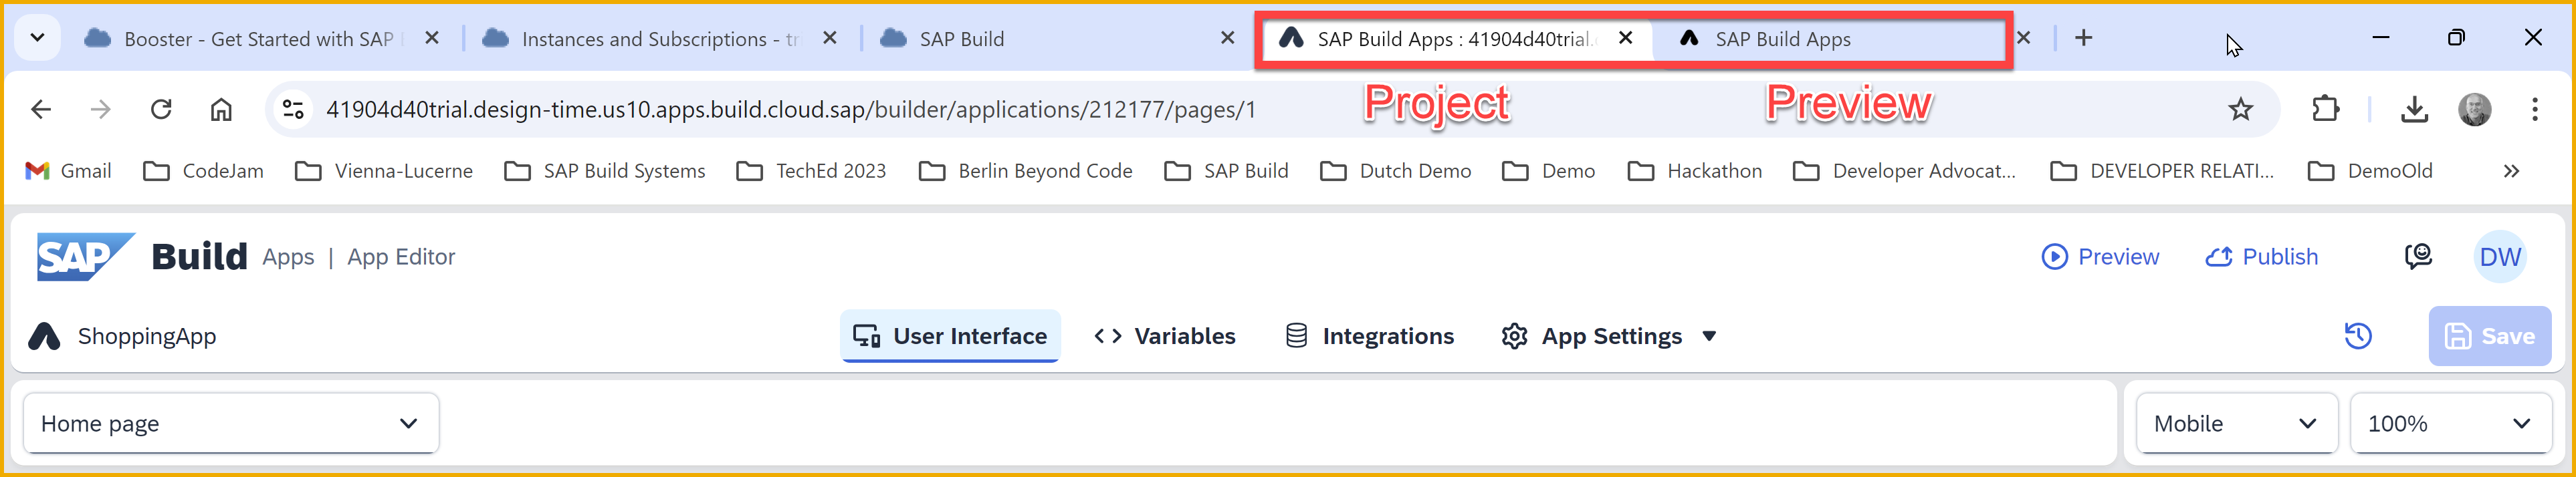 Booster - Get Started with SAP
Instances and Subscriptions - tr
SAP Build
SAP Build Apps : 41904d40trial.
SAP Build Apps
41904d40trial.design-time.us10.apps.build.cloud.sap/builder/applications/212177/pages/1
Project
Preview
Gmail
CodeJam
Vienna-Lucerne
SAP Build Systems
TechEd 2023
Berlin Beyond Code
SAP Build
Dutch Demo
Demo
Hackathon
Developer Advocat...
DEVELOPER RELATI...
DemoOld
SAP Build Apps | App Editor
Preview
Publish
DW
ShoppingApp
User Interface
Variables
Integrations
App Settings
Save
Home page
Mobile
100%